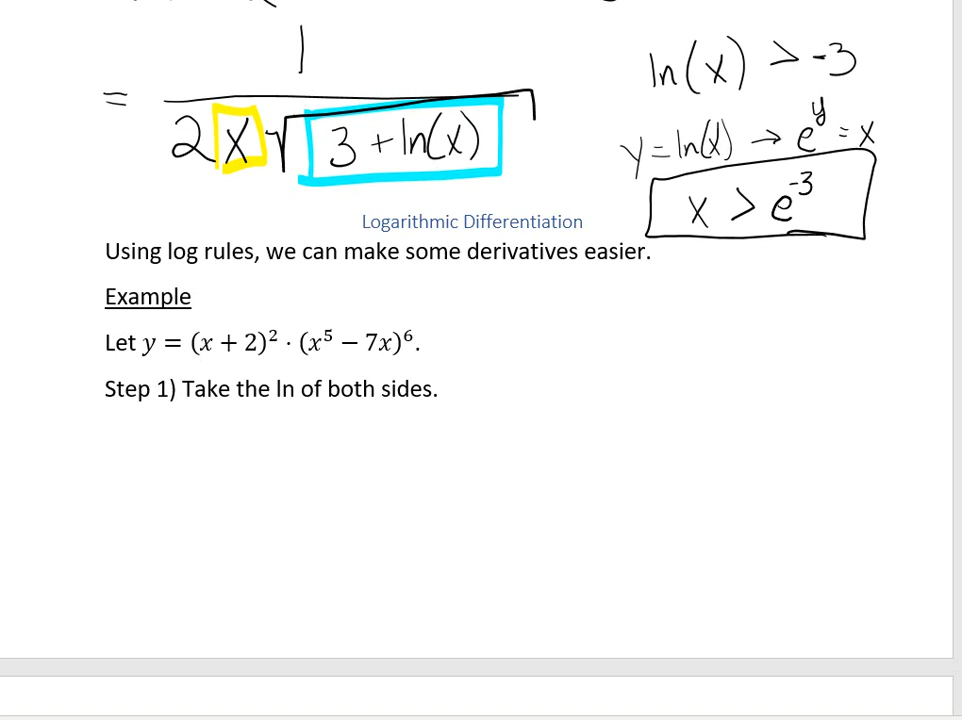 1
= 2x√3 + ln(x)
ln(x) > -3
y = ln(x) → e^y = x
x > e^-3
Logarithmic Differentiation
Using log rules, we can make some derivatives easier.
Example
Let y = (x + 2)² · (x⁵ − 7x)⁶.
Step 1) Take the ln of both sides.